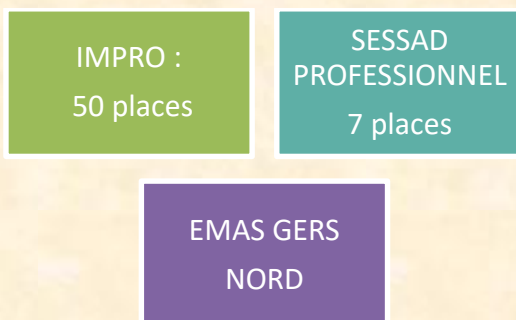 IMPRO :
50 places
SESSAD
PROFESSIONNEL
7 places
EMAS GERS
NORD